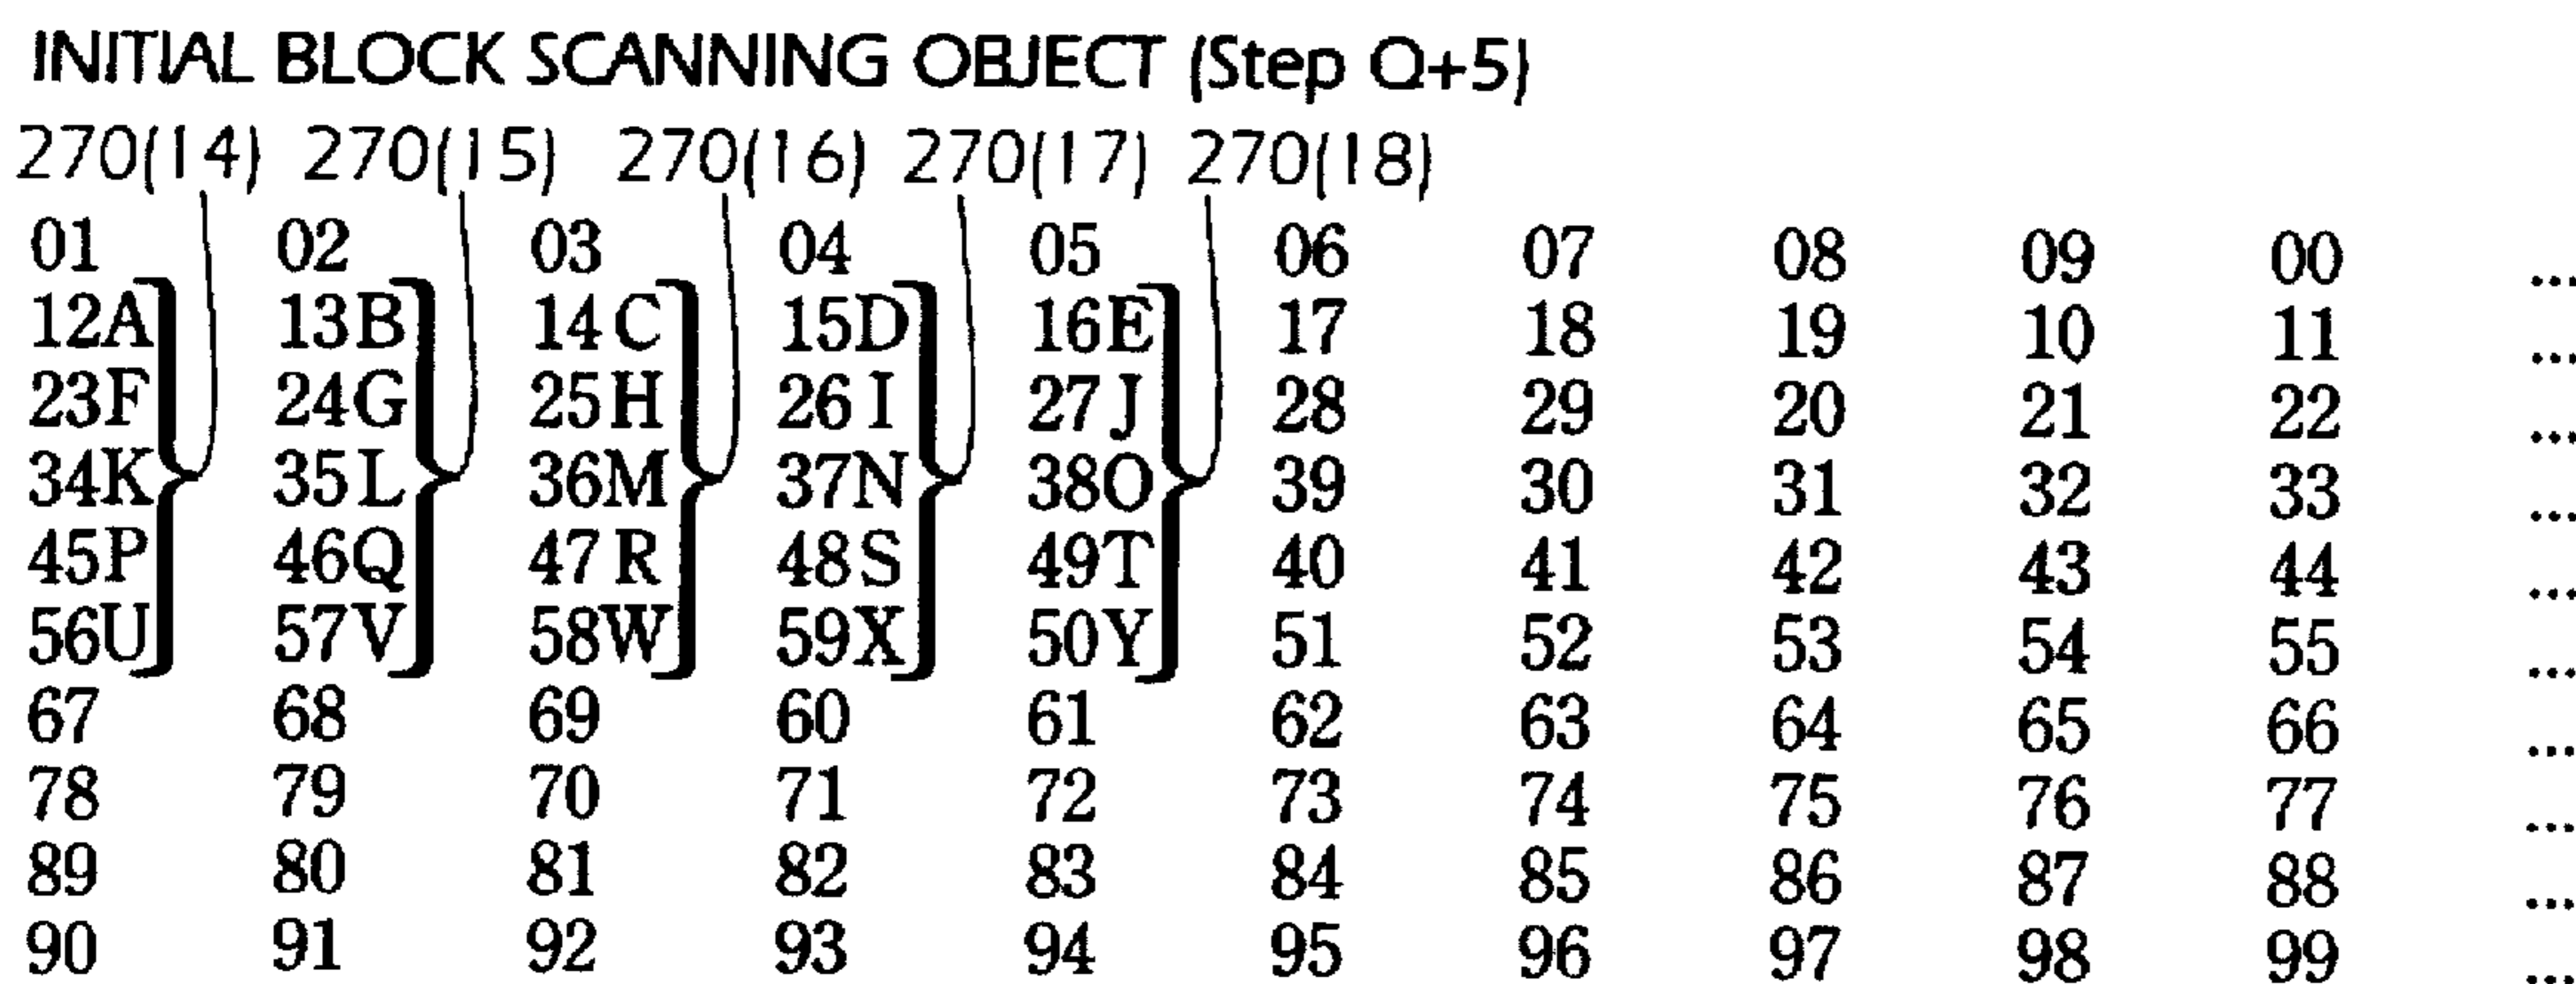 INITIAL BLOCK SCANNING OBJECT (Step Q+5)
270(14) 270(15) 270(16) 270(17) 270(18)
01 02 03 04 05 06 07 08 09 00 ...
12A 13B 14C 15D 16E 17 18 19 10 11 ...
23F 24G 25H 26I 27J 28 29 20 21 22 ...
34K 35L 36M 37N 38O 39 30 31 32 33 ...
45P 46Q 47R 48S 49T 40 41 42 43 44 ...
56U 57V 58W 59X 50Y 51 52 53 54 55 ...
67 68 69 60 61 62 63 64 65 66 ...
78 79 70 71 72 73 74 75 76 77 ...
89 80 81 82 83 84 85 86 87 88 ...
90 91 92 93 94 95 96 97 98 99 ...